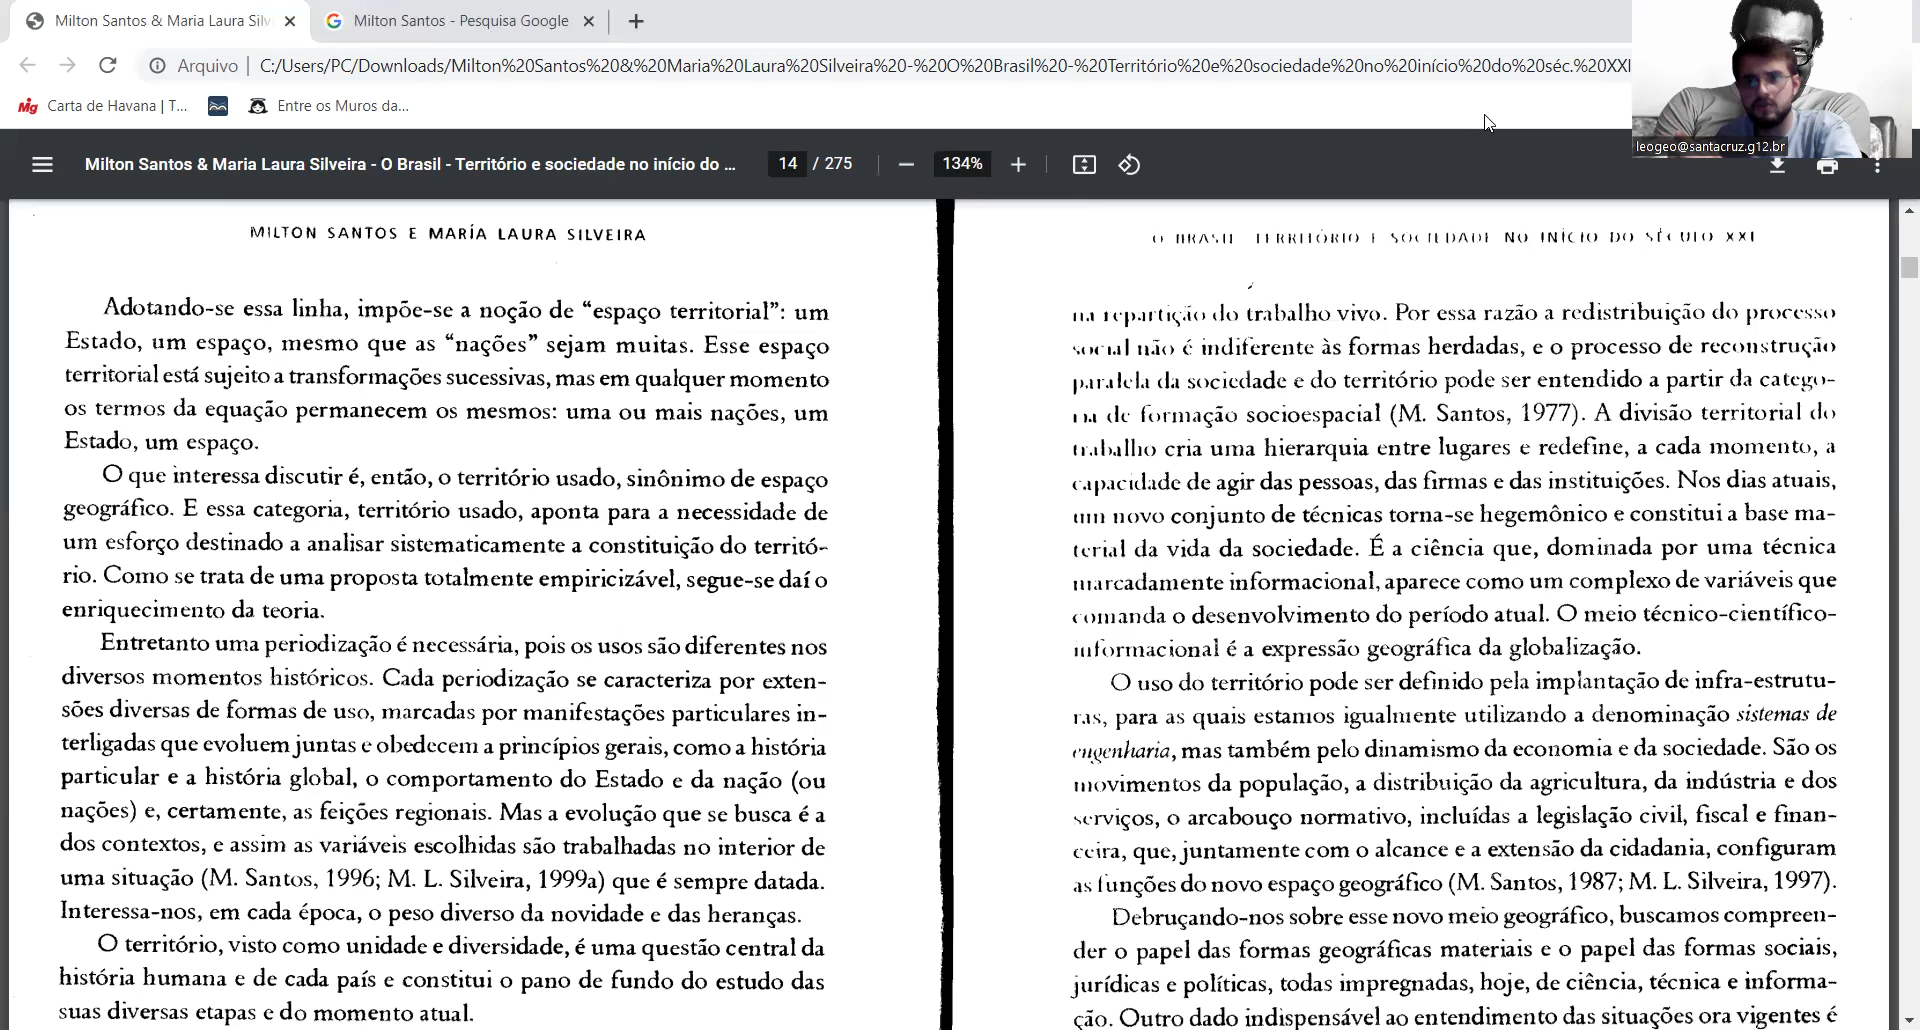 Milton Santos & Maria Laura Silv
Milton Santos - Pesquisa Google
Arquivo
C:/Users/PC/Downloads/Milton%20Santos%20&%20Maria%20Laura%20Silveira%20-%20O%20Brasil%20-%20Território%20e%20sociedade%20no%20início%20do%20séc.%20XXI
Mg Carta de Havana | T...
Entre os Muros da...
leogeo@santacruz.g12.br
Milton Santos & Maria Laura Silveira - O Brasil - Território e sociedade no início do ...
14 / 275
134%
MILTON SANTOS E MARÍA LAURA SILVEIRA
Adotando-se essa linha, impõe-se a noção de “espaço territorial”: um
Estado, um espaço, mesmo que as “nações” sejam muitas. Esse espaço
territorial está sujeito a transformações sucessivas, mas em qualquer momento
os termos da equação permanecem os mesmos: uma ou mais nações, um
Estado, um espaço.
O que interessa discutir é, então, o território usado, sinônimo de espaço
geográfico. E essa categoria, território usado, aponta para a necessidade de
um esforço destinado a analisar sistematicamente a constituição do territó-
rio. Como se trata de uma proposta totalmente empiricizável, segue-se daí o
enriquecimento da teoria.
Entretanto uma periodização é necessária, pois os usos são diferentes nos
diversos momentos históricos. Cada periodização se caracteriza por exten-
sões diversas de formas de uso, marcadas por manifestações particulares in-
terligadas que evoluem juntas e obedecem a princípios gerais, como a história
particular e a história global, o comportamento do Estado e da nação (ou
nações) e, certamente, as feições regionais. Mas a evolução que se busca é a
dos contextos, e assim as variáveis escolhidas são trabalhadas no interior de
uma situação (M. Santos, 1996; M. L. Silveira, 1999a) que é sempre datada.
Interessa-nos, em cada época, o peso diverso da novidade e das heranças.
O território, visto como unidade e diversidade, é uma questão central da
história humana e de cada país e constitui o pano de fundo do estudo das
suas diversas etapas e do momento atual.
O BRASIL TERRITÓRIO E SOCIEDADE NO INÍCIO DO SÉCULO XXI
na repartição do trabalho vivo. Por essa razão a redistribuição do processo
social não é indiferente às formas herdadas, e o processo de reconstrução
paralela da sociedade e do território pode ser entendido a partir da catego-
ria de formação socioespacial (M. Santos, 1977). A divisão territorial do
trabalho cria uma hierarquia entre lugares e redefine, a cada momento, a
capacidade de agir das pessoas, das firmas e das instituições. Nos dias atuais,
um novo conjunto de técnicas torna-se hegemônico e constitui a base ma-
terial da vida da sociedade. É a ciência que, dominada por uma técnica
marcadamente informacional, aparece como um complexo de variáveis que
comanda o desenvolvimento do período atual. O meio técnico-científico-
informacional é a expressão geográfica da globalização.
O uso do território pode ser definido pela implantação de infra-estrutu-
ras, para as quais estamos igualmente utilizando a denominação sistemas de
engenharia, mas também pelo dinamismo da economia e da sociedade. São os
movimentos da população, a distribuição da agricultura, da indústria e dos
serviços, o arcabouço normativo, incluídas a legislação civil, fiscal e finan-
ceira, que, juntamente com o alcance e a extensão da cidadania, configuram
as funções do novo espaço geográfico (M. Santos, 1987; M. L. Silveira, 1997).
Debruçando-nos sobre esse novo meio geográfico, buscamos compreen-
der o papel das formas geográficas materiais e o papel das formas sociais,
jurídicas e políticas, todas impregnadas, hoje, de ciência, técnica e informa-
ção. Outro dado indispensável ao entendimento das situações ora vigentes é